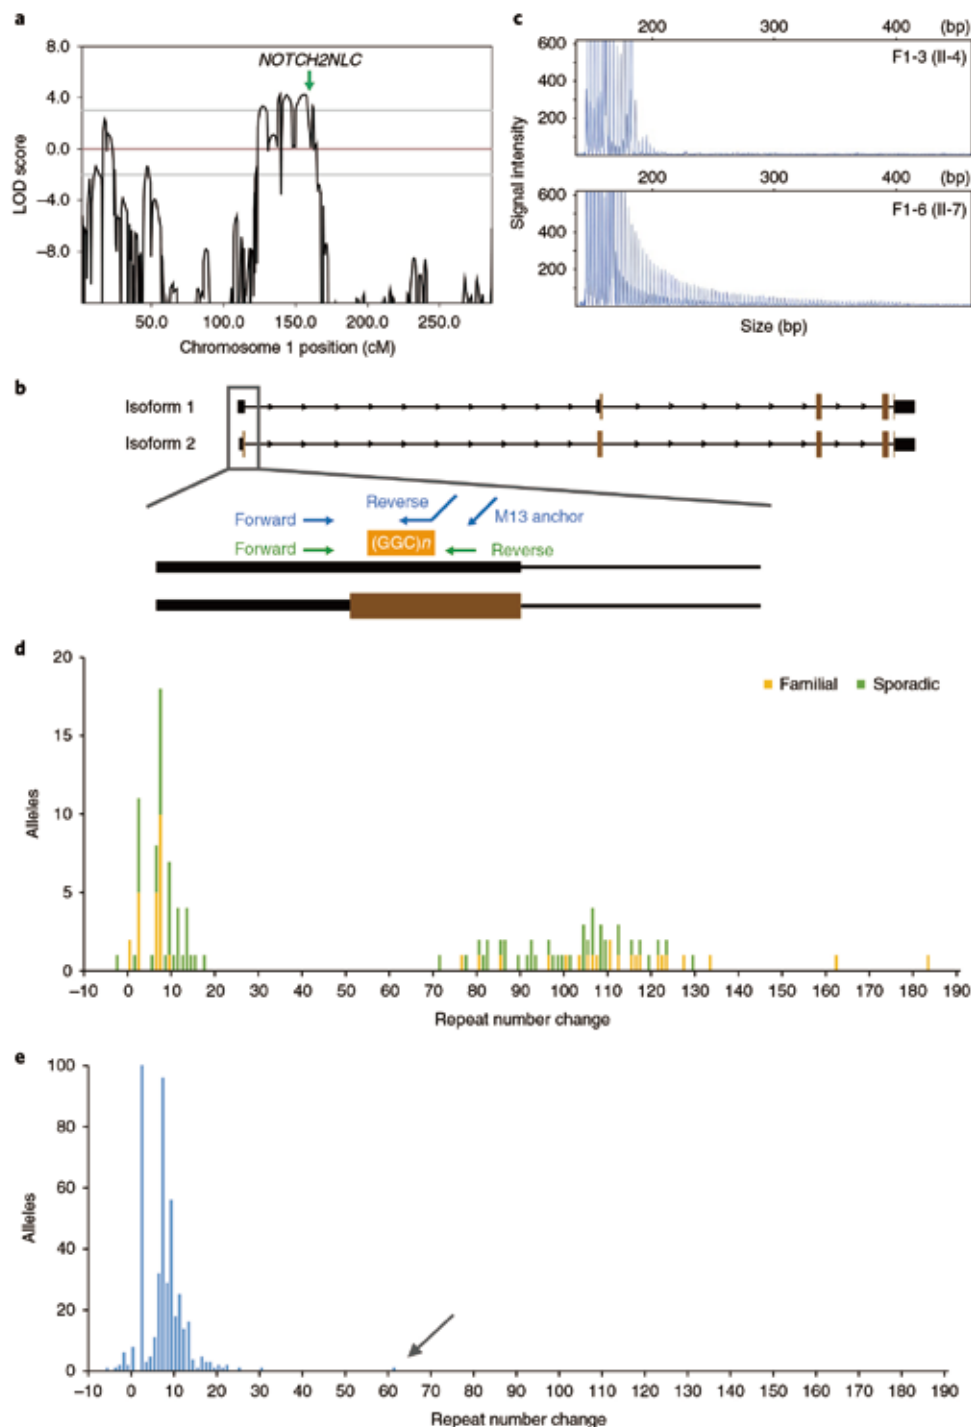 a
8.0
4.0
0.0
−4.0
−8.0
LOD score
NOTCH2NLC
50.0 100.0 150.0 200.0 250.0
Chromosome 1 position (cM)
c
200 300 400 (bp)
600
400
200
F1-3 (II-4)
200 300 400 (bp)
600
400
200
F1-6 (II-7)
Signal intensity
Size (bp)
b
Isoform 1
Isoform 2
Reverse
Forward
M13 anchor
Forward
(GGC)n
Reverse
d
20
15
10
5
0
Alleles
Familial Sporadic
−10 0 10 20 30 40 50 60 70 80 90 100 110 120 130 140 150 160 170 180 190
Repeat number change
e
100
80
60
40
20
0
Alleles
−10 0 10 20 30 40 50 60 70 80 90 100 110 120 130 140 150 160 170 180 190
Repeat number change